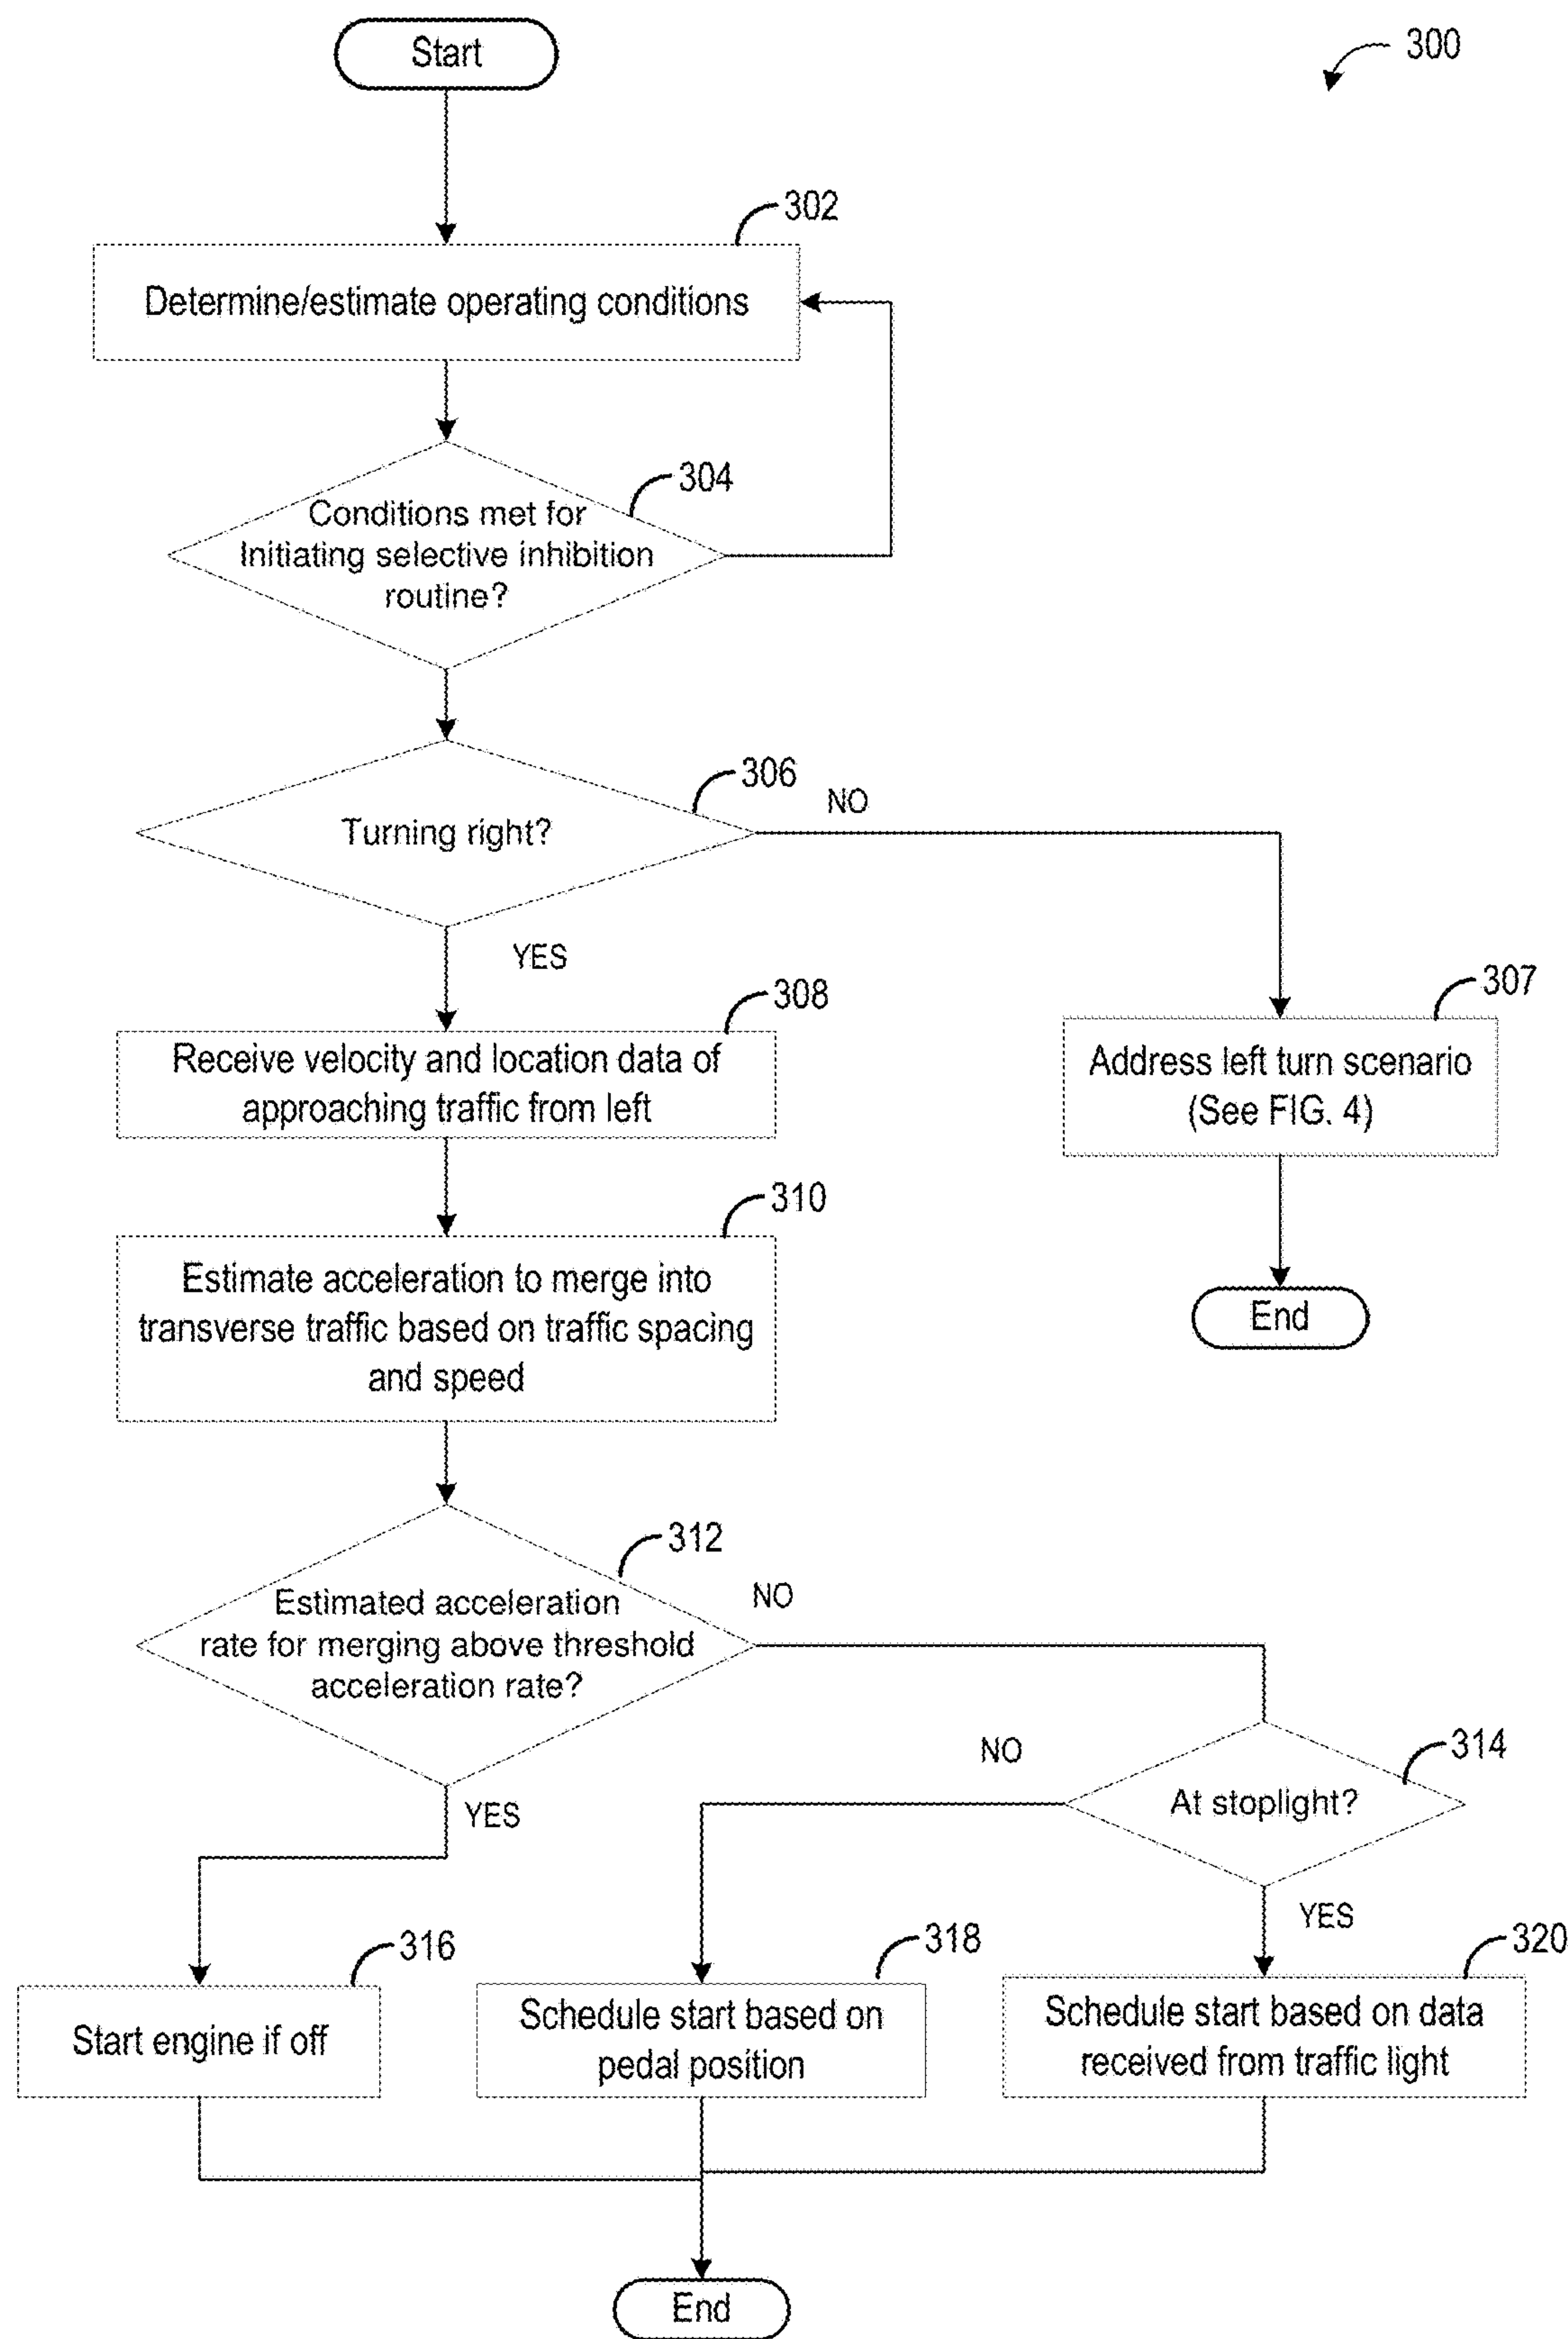 Start
300
302
Determine/estimate operating conditions
304
Conditions met for
Initiating selective inhibition
routine?
306
NO
Turning right?
YES
308
307
Receive velocity and location data of
approaching traffic from left
Address left turn scenario
(See FIG. 4)
310
Estimate acceleration to merge into
transverse traffic based on traffic spacing
and speed
End
312
NO
Estimated acceleration
rate for merging above threshold
acceleration rate?
314
NO
At stoplight?
YES
YES
316
318
320
Start engine if off
Schedule start based on
pedal position
Schedule start based on data
received from traffic light
End